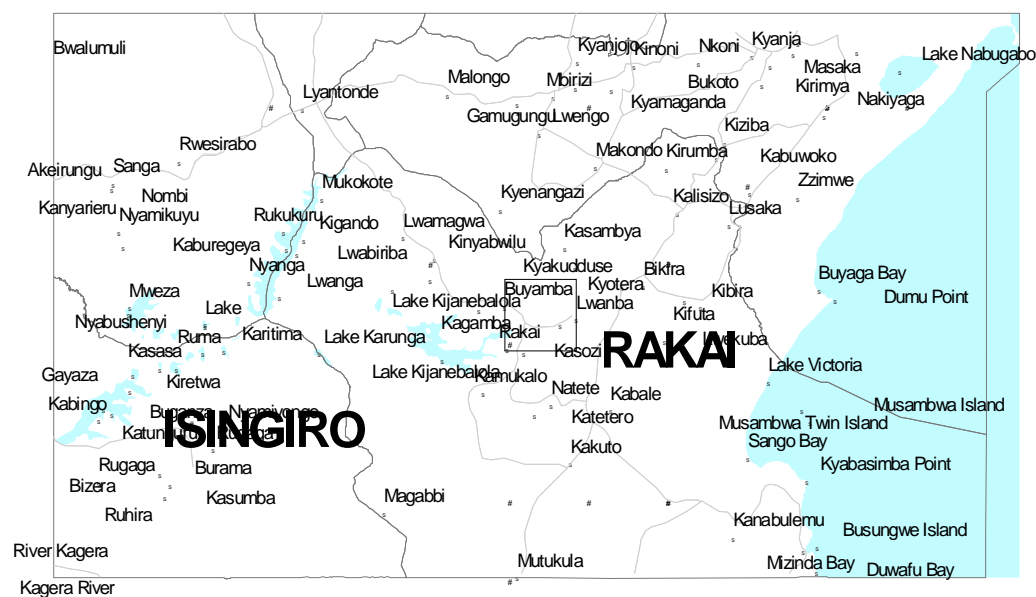 Bwalumuli
Kyanjojo
Kinoni
Nkoni
Kyanja
Lake Nabugabo
Masaka
Malongo
Mbirizi
Bukoto
Kirimya
Lyantonde
Kyamaganda
Nakiyaga
Gamugungu
Lwengo
Kiziba
Rwesirabo
Makondo
Kirumba
Kabuwoko
Akeirungu
Sanga
Zzimwe
Mukokote
Kyenangazi
Kalisizo
Nombi
Kanyarieru
Nyamikuyu
Rukukuru
Kigando
Lwamagwa
Lusaka
Kasambya
Kaburegeya
Kinyabwilu
Lwabiriba
Nyanga
Kyakudduse
Bikira
Buyaga Bay
Lwanga
Buyamba
Kyotera
Kibira
Mweza
Dumu Point
Lake
Lake Kijanebalola
Lwanba
Nyabushenyi
Kagamba
Kifuta
Ruma
Karitima
Lake Karunga
Rakai
RAKAI
Kasasa
Kasozi
Lake Victoria
Gayaza
Kiretwa
Lake Kijanebalola
Kamukalo
Natete
Kabale
Kabingo
Buganza
Nyamiyonga
Musambwa Island
Katetero
ISINGIRO
Musambwa Twin Island
Sango Bay
Kakuto
Rugaga
Burama
Kyabasimba Point
Bizera
Kasumba
Magabbi
Ruhira
Kanabulemu
Busungwe Island
River Kagera
Mutukula
Mizinda Bay
Duwafu Bay
Kagera River